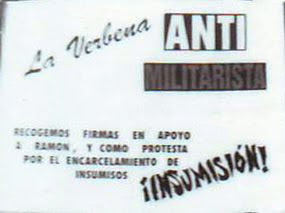 La Verbena
ANTI
MILITARISTA
RECOGEMOS FIRMAS EN APOYO
A RAMON, Y COMO PROTESTA
POR EL ENCARCELAMIENTO DE
INSUMISOS
¡INSUMISIÓN!